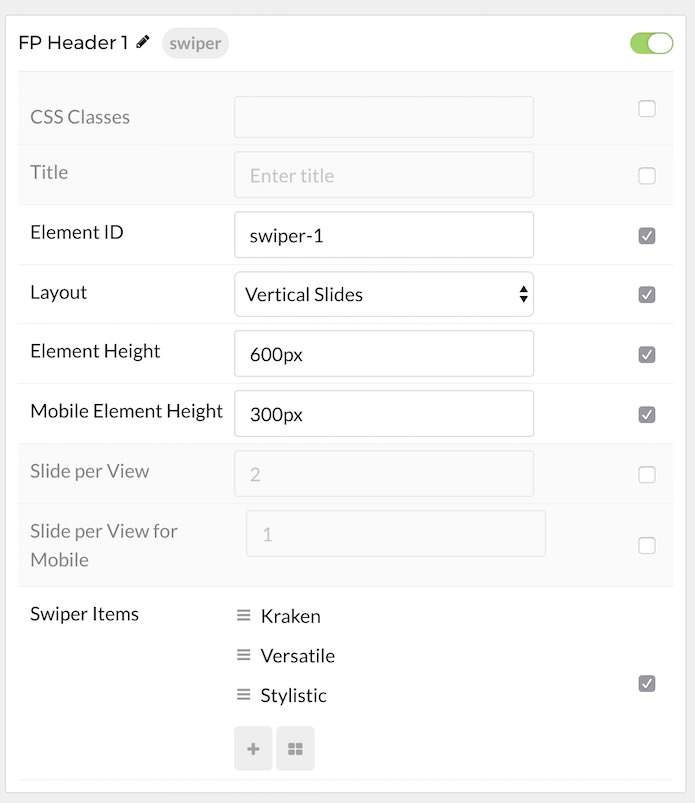 FP Header 1 swiper
CSS Classes
Title Enter title
Element ID swiper-1
Layout Vertical Slides
Element Height 600px
Mobile Element Height 300px
Slide per View 2
Slide per View for
Mobile
1
Swiper Items Kraken
Versatile
Stylistic